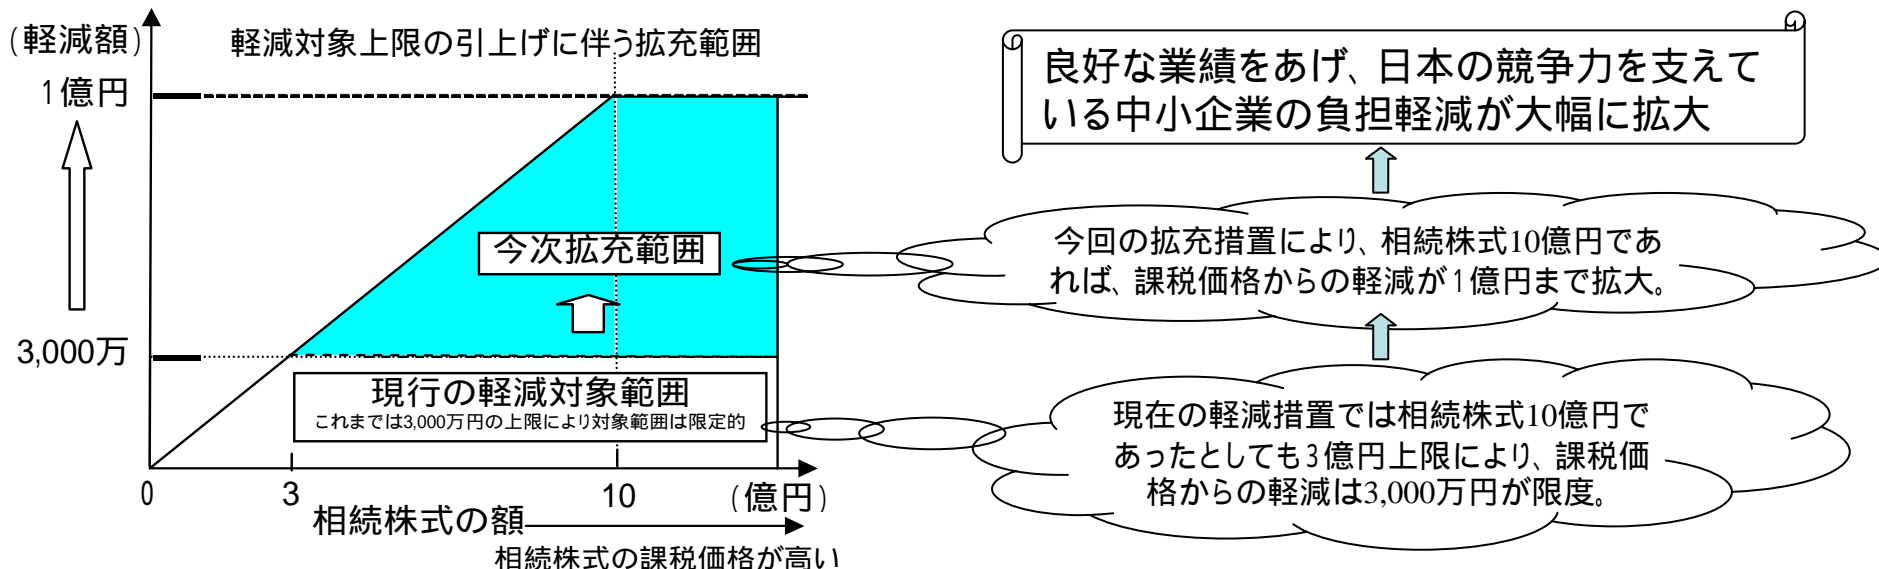 (軽減額)
軽減対象上限の引上げに伴う拡充範囲
1億円
今次拡充範囲
3,000万
現行の軽減対象範囲
これまでは3,000万円の上限により対象範囲は限定的
0
3
10
(億円)
相続株式の額
相続株式の課税価格が高い
良好な業績をあげ、日本の競争力を支えて
いる中小企業の負担軽減が大幅に拡大
今回の拡充措置により、相続株式10億円であ
れば、課税価格からの軽減が1億円まで拡大。
現在の軽減措置では相続株式10億円で
あったとしても3億円上限により、課税価
格からの軽減は3,000万円が限度。